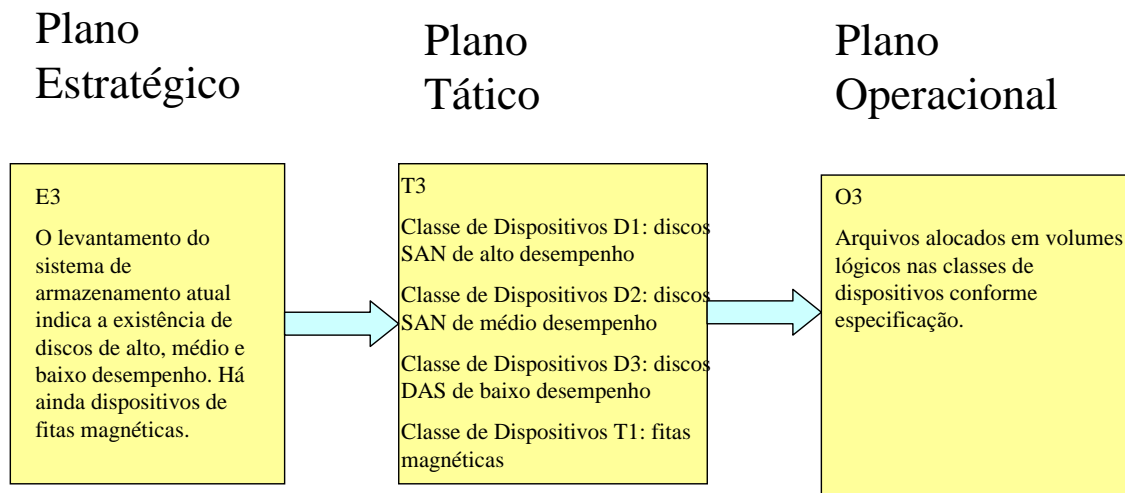 Plano
Estratégico
Plano
Tático
Plano
Operacional
E3
O levantamento do
sistema de
armazenamento atual
indica a existência de
discos de alto, médio e
baixo desempenho. Há
ainda dispositivos de
fitas magnéticas.
T3
Classe de Dispositivos D1: discos
SAN de alto desempenho
Classe de Dispositivos D2: discos
SAN de médio desempenho
Classe de Dispositivos D3: discos
DAS de baixo desempenho
Classe de Dispositivos T1: fitas
magnéticas
O3
Arquivos alocados em volumes
lógicos nas classes de
dispositivos conforme
especificação.